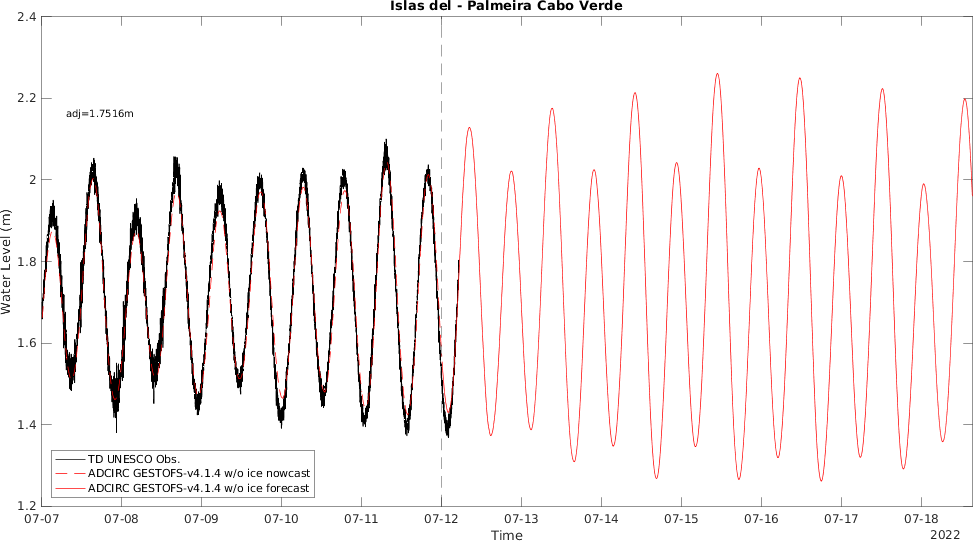 Islas del - Palmeira Cabo Verde
2.4
2.2
2
1.8
1.6
1.4
1.2
Water Level (m)
adj=1.7516m
TD UNESCO Obs.
ADCIRC GESTOFS-v4.1.4 w/o ice nowcast
ADCIRC GESTOFS-v4.1.4 w/o ice forecast
07-07 07-08 07-09 07-10 07-11 07-12 07-13 07-14 07-15 07-16 07-17 07-18
Time
2022